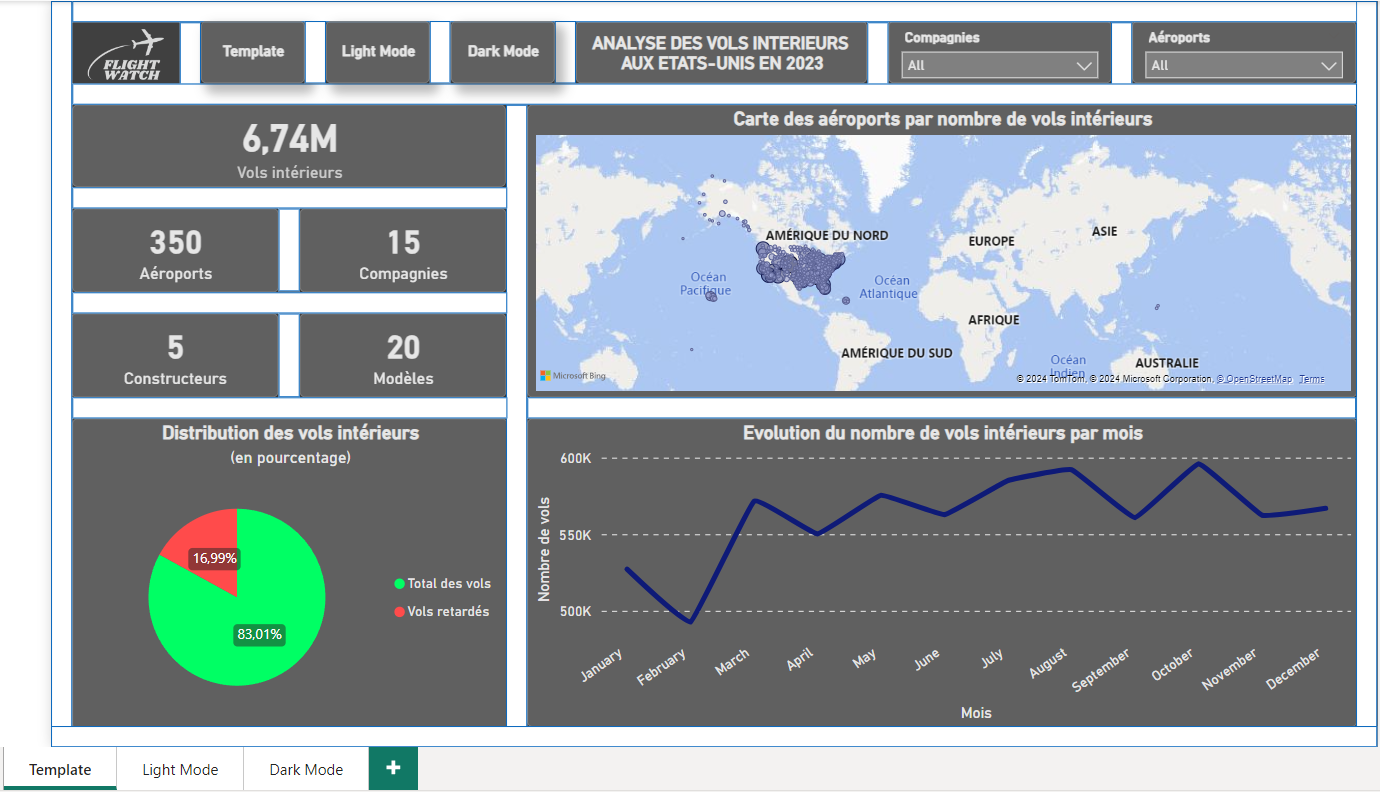 FLIGHT
WATCH
Template
Light Mode
Dark Mode
ANALYSE DES VOLS INTERIEURS
AUX ETATS-UNIS EN 2023
Compagnies
All
Aéroports
All
6,74M
Vols intérieurs
350
Aéroports
15
Compagnies
5
Constructeurs
20
Modèles
Carte des aéroports par nombre de vols intérieurs
AMÉRIQUE DU NORD
EUROPE
ASIE
Océan
Pacifique
Océan
Atlantique
AFRIQUE
AMÉRIQUE DU SUD
Océan
Indien
AUSTRALIE
Microsoft Bing
© 2024 TomTom, © 2024 Microsoft Corporation, © OpenStreetMap Terms
Distribution des vols intérieurs
(en pourcentage)
16,99%
83,01%
Total des vols
Vols retardés
Evolution du nombre de vols intérieurs par mois
Nombre de vols
600K
550K
500K
January
February
March
April
May
June
July
August
September
October
November
December
Mois
Template
Light Mode
Dark Mode
+